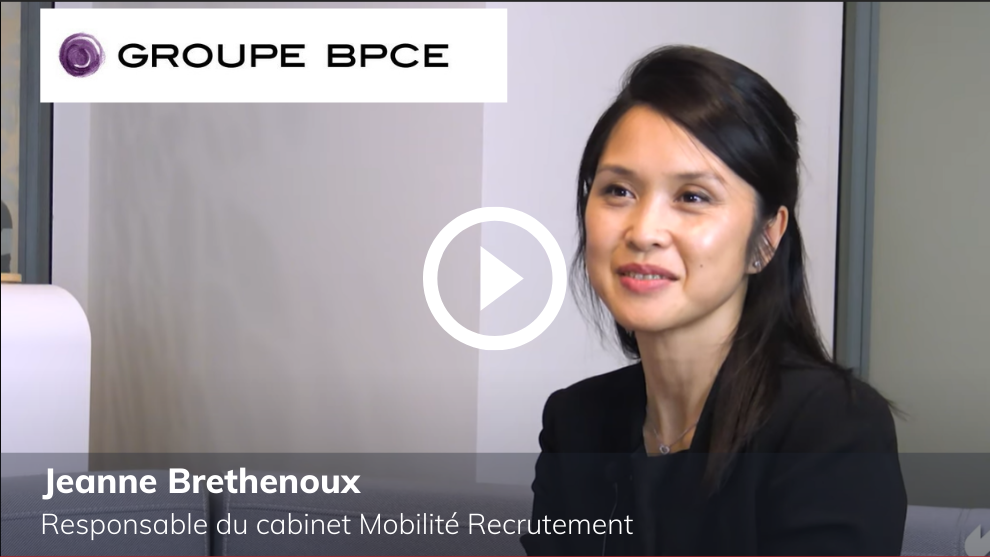 GROUPE BPCE
Jeanne Brethenoux
Responsable du cabinet Mobilité Recrutement